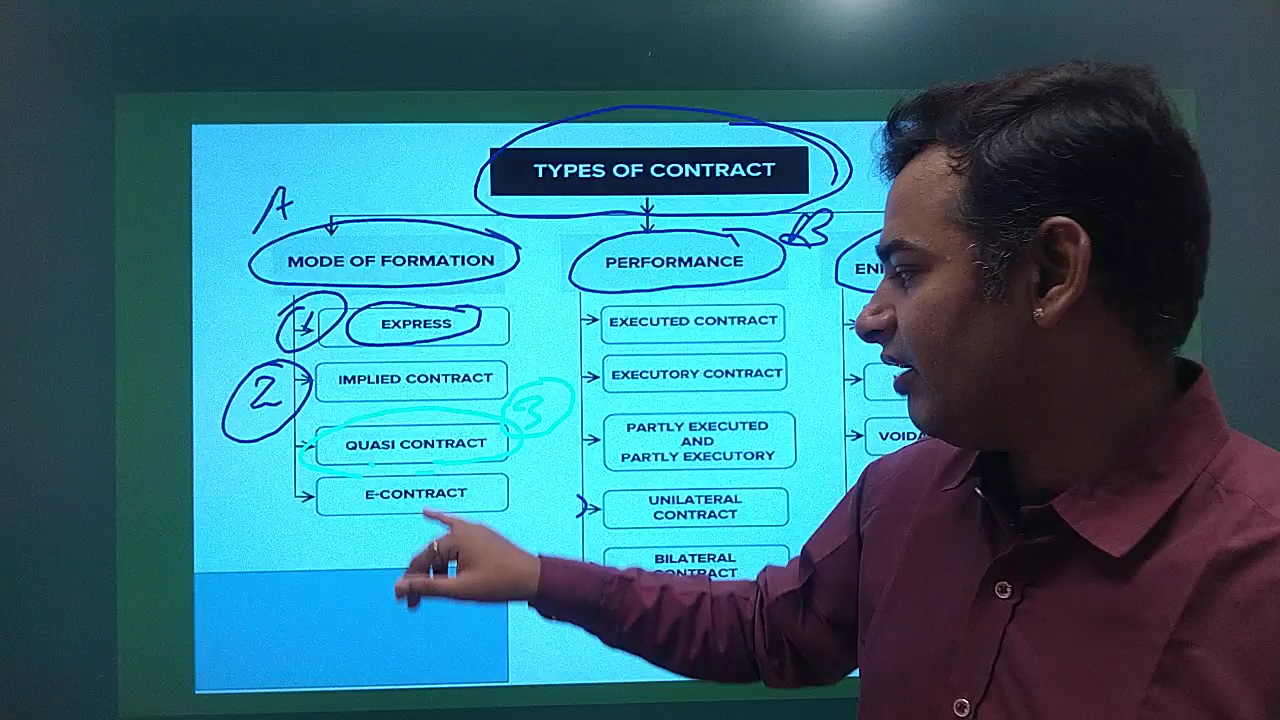 TYPES OF CONTRACT
A
B
MODE OF FORMATION
PERFORMANCE
1
EXPRESS
EXECUTED CONTRACT
2
IMPLIED CONTRACT
EXECUTORY CONTRACT
3
QUASI CONTRACT
PARTLY EXECUTED
AND
PARTLY EXECUTORY
E-CONTRACT
UNILATERAL
CONTRACT
BILATERAL
CONTRACT